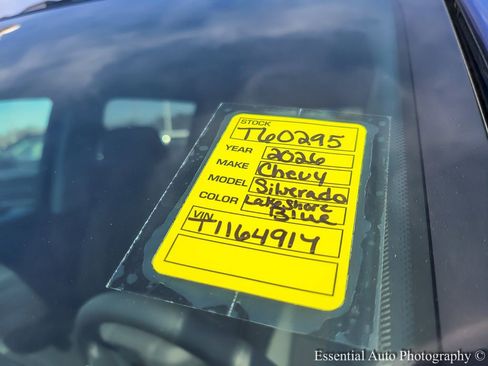 STOCK
T60295
YEAR 2026
MAKE Chevy
MODEL Silverado
COLOR Lakeshore
Blue
VIN
T1164914
Essential Auto Photography ©